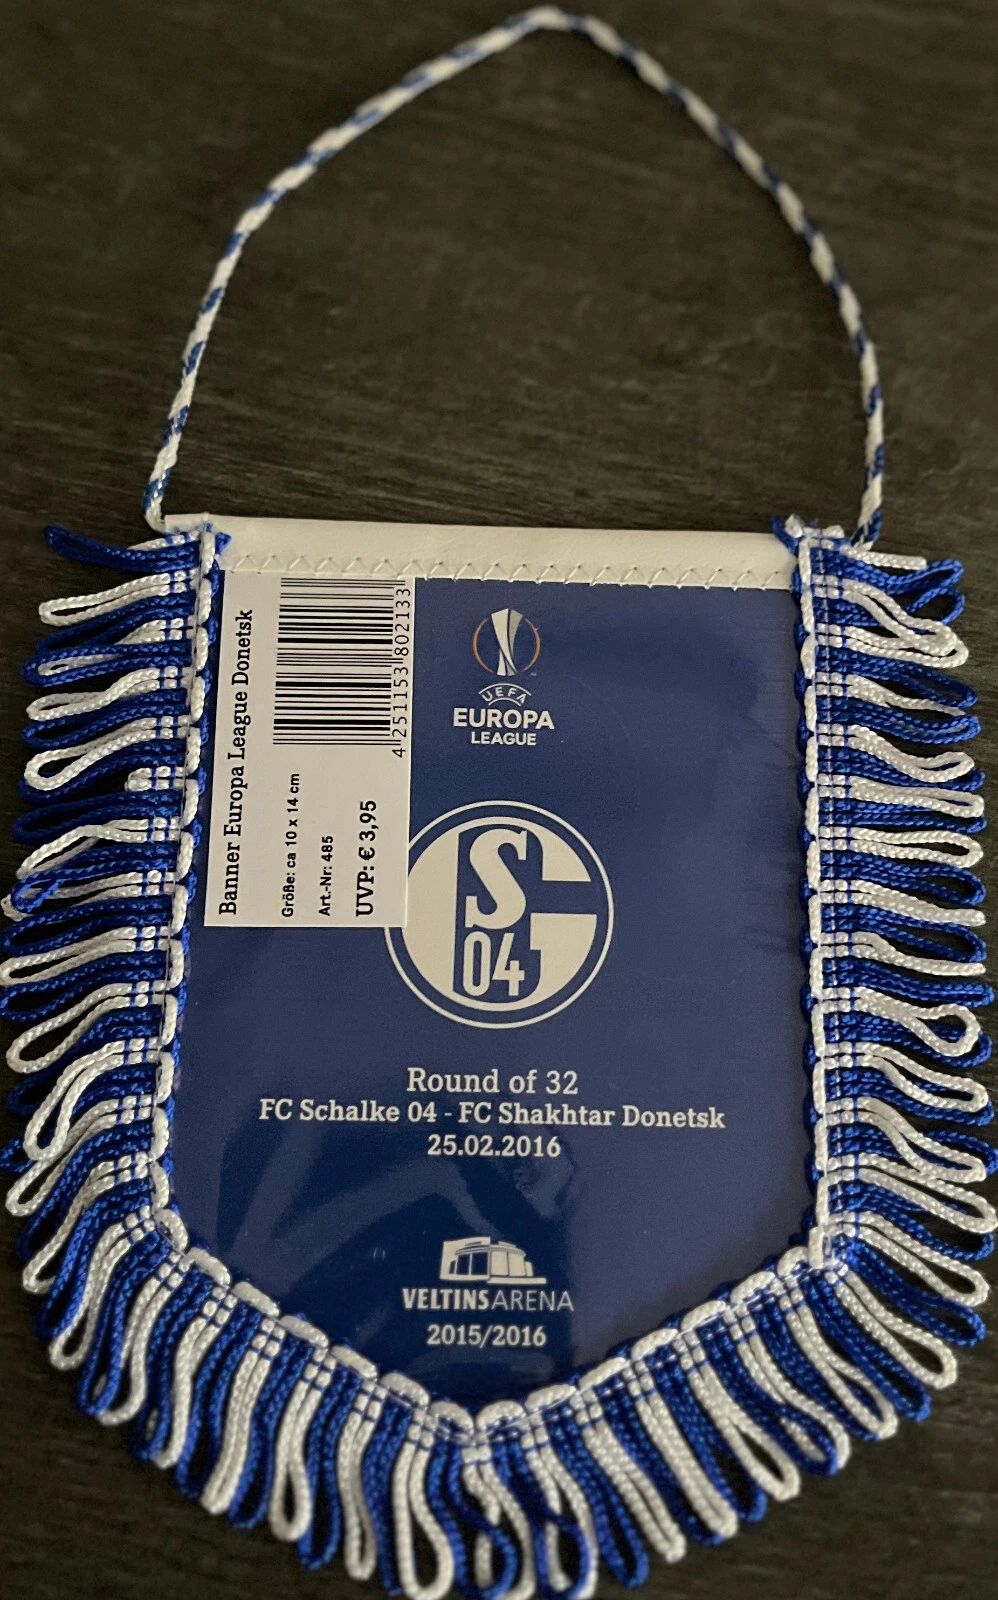 Banner Europa League Donetsk
Größe: ca 10 x 14 cm
Art.-Nr: 485
UVP: € 3,95
4 251153 802133
UEFA
EUROPA
LEAGUE
S
04
Round of 32
FC Schalke 04 - FC Shakhtar Donetsk
25.02.2016
VELTINSARENA
2015/2016